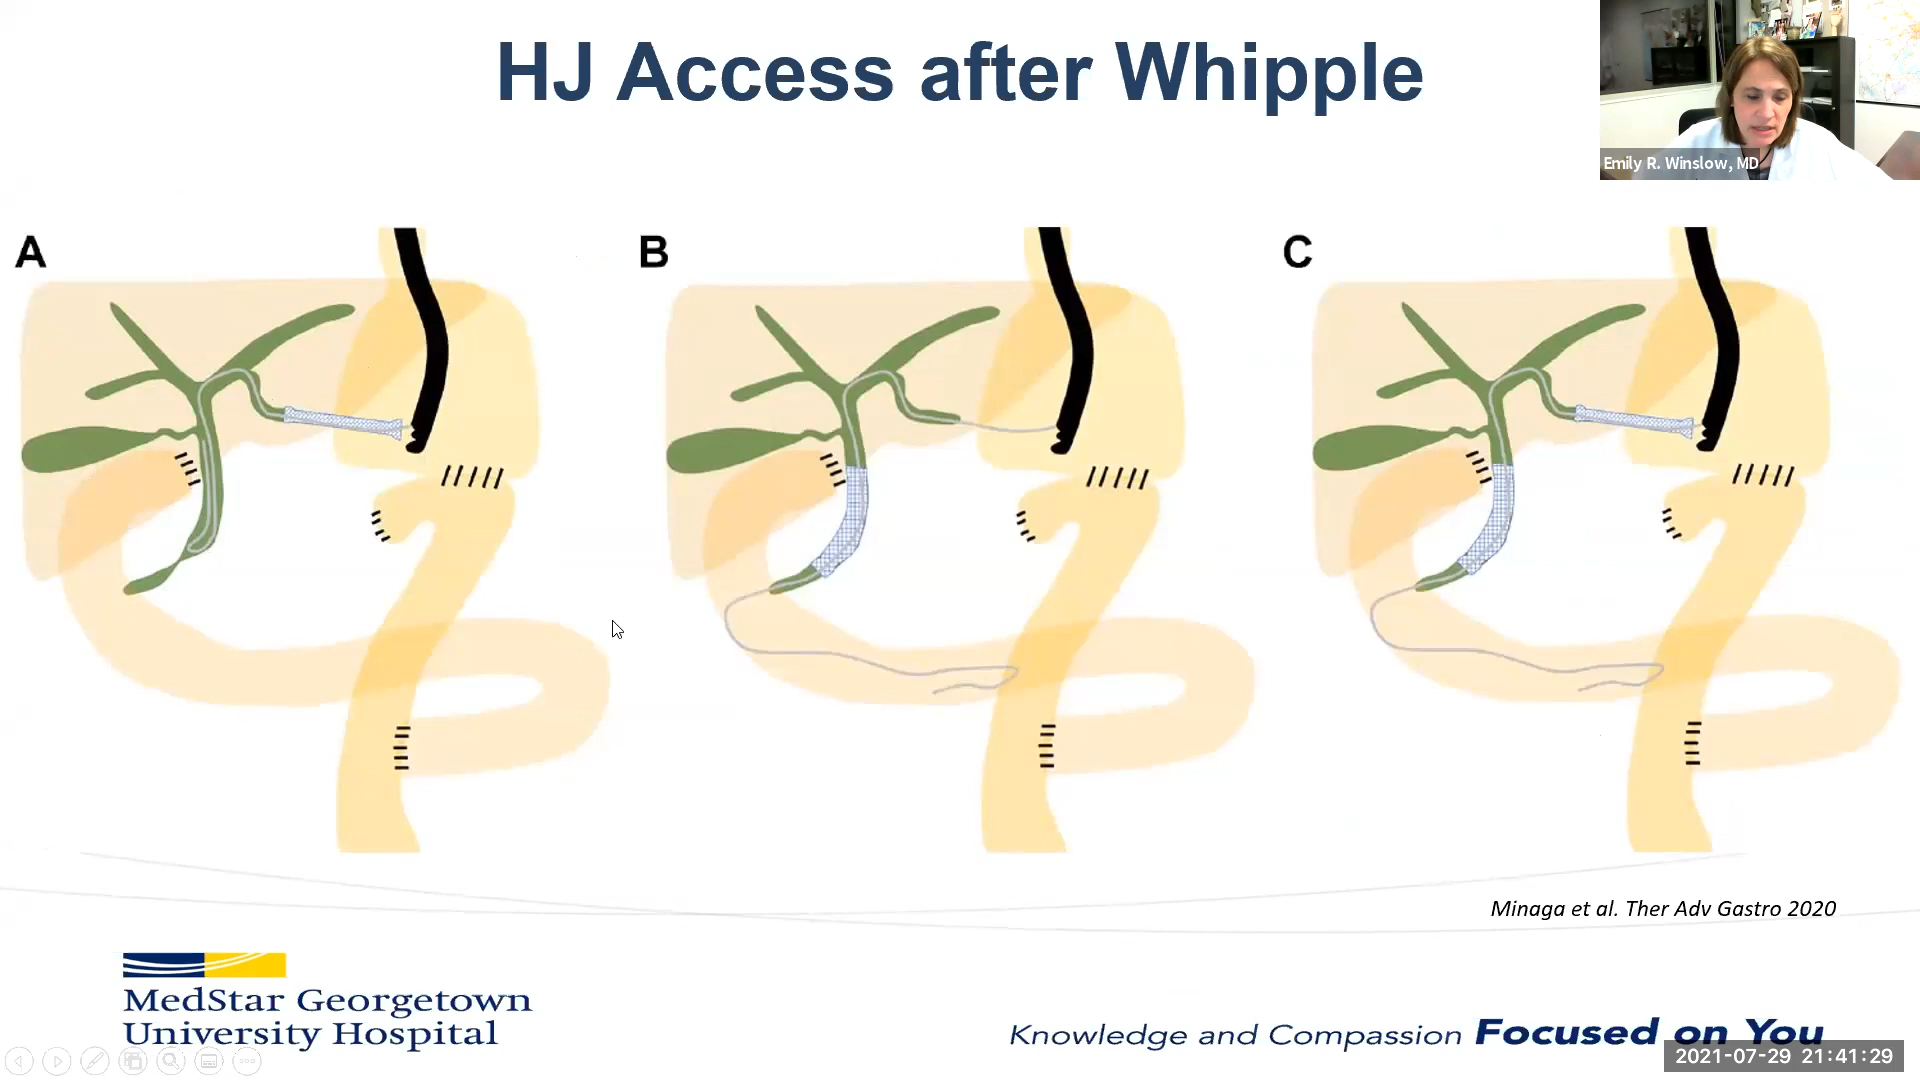 HJ Access after Whipple
Emily R. Winslow, MD
A
B
C
Minaga et al. Ther Adv Gastro 2020
MedStar Georgetown
University Hospital
Knowledge and Compassion Focused on You
2021-07-29 21:41:29